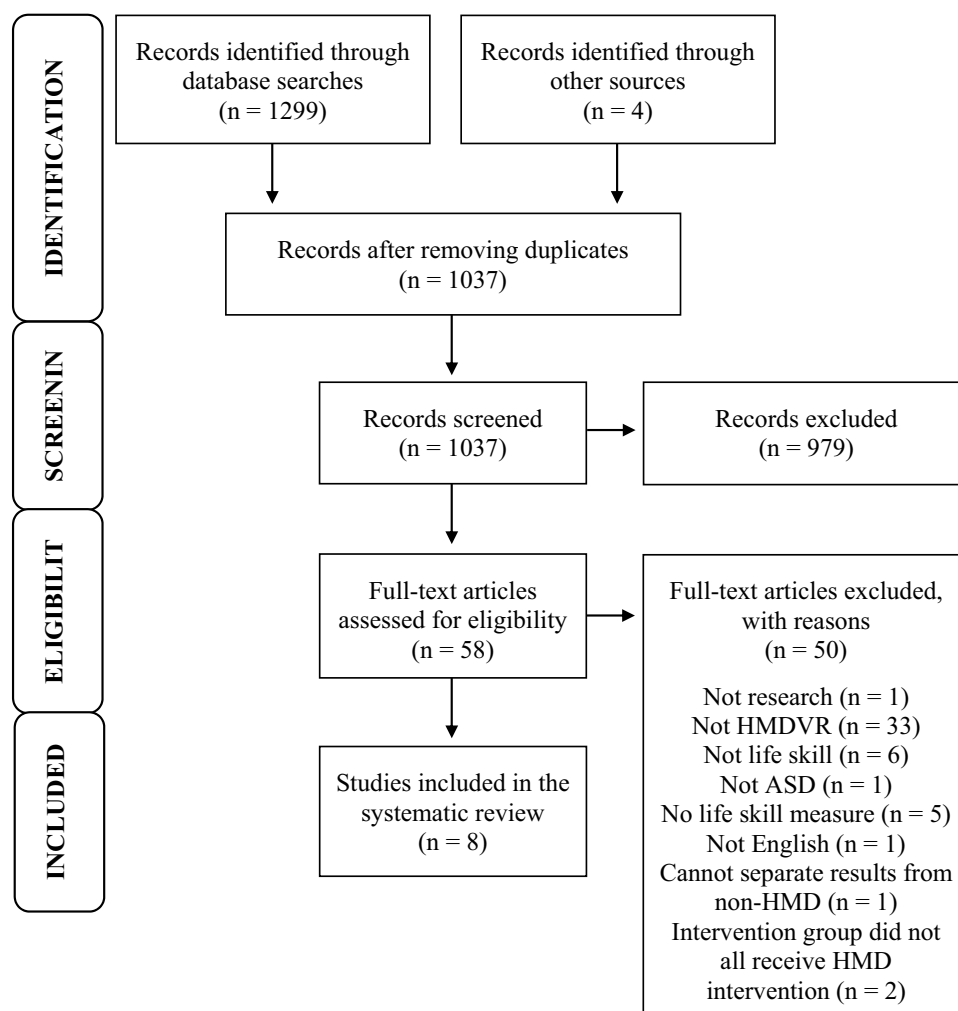 IDENTIFICATION
Records identified through
database searches
(n = 1299)
Records identified through
other sources
(n = 4)
Records after removing duplicates
(n = 1037)
SCREENIN
Records screened
(n = 1037)
Records excluded
(n = 979)
ELIGIBILIT
Full-text articles
assessed for eligibility
(n = 58)
Full-text articles excluded,
with reasons
(n = 50)
Not research (n = 1)
Not HMDVR (n = 33)
Not life skill (n = 6)
Not ASD (n = 1)
No life skill measure (n = 5)
Not English (n = 1)
Cannot separate results from
non-HMD (n = 1)
Intervention group did not
all receive HMD
intervention (n = 2)
INCLUDED
Studies included in the
systematic review
(n = 8)